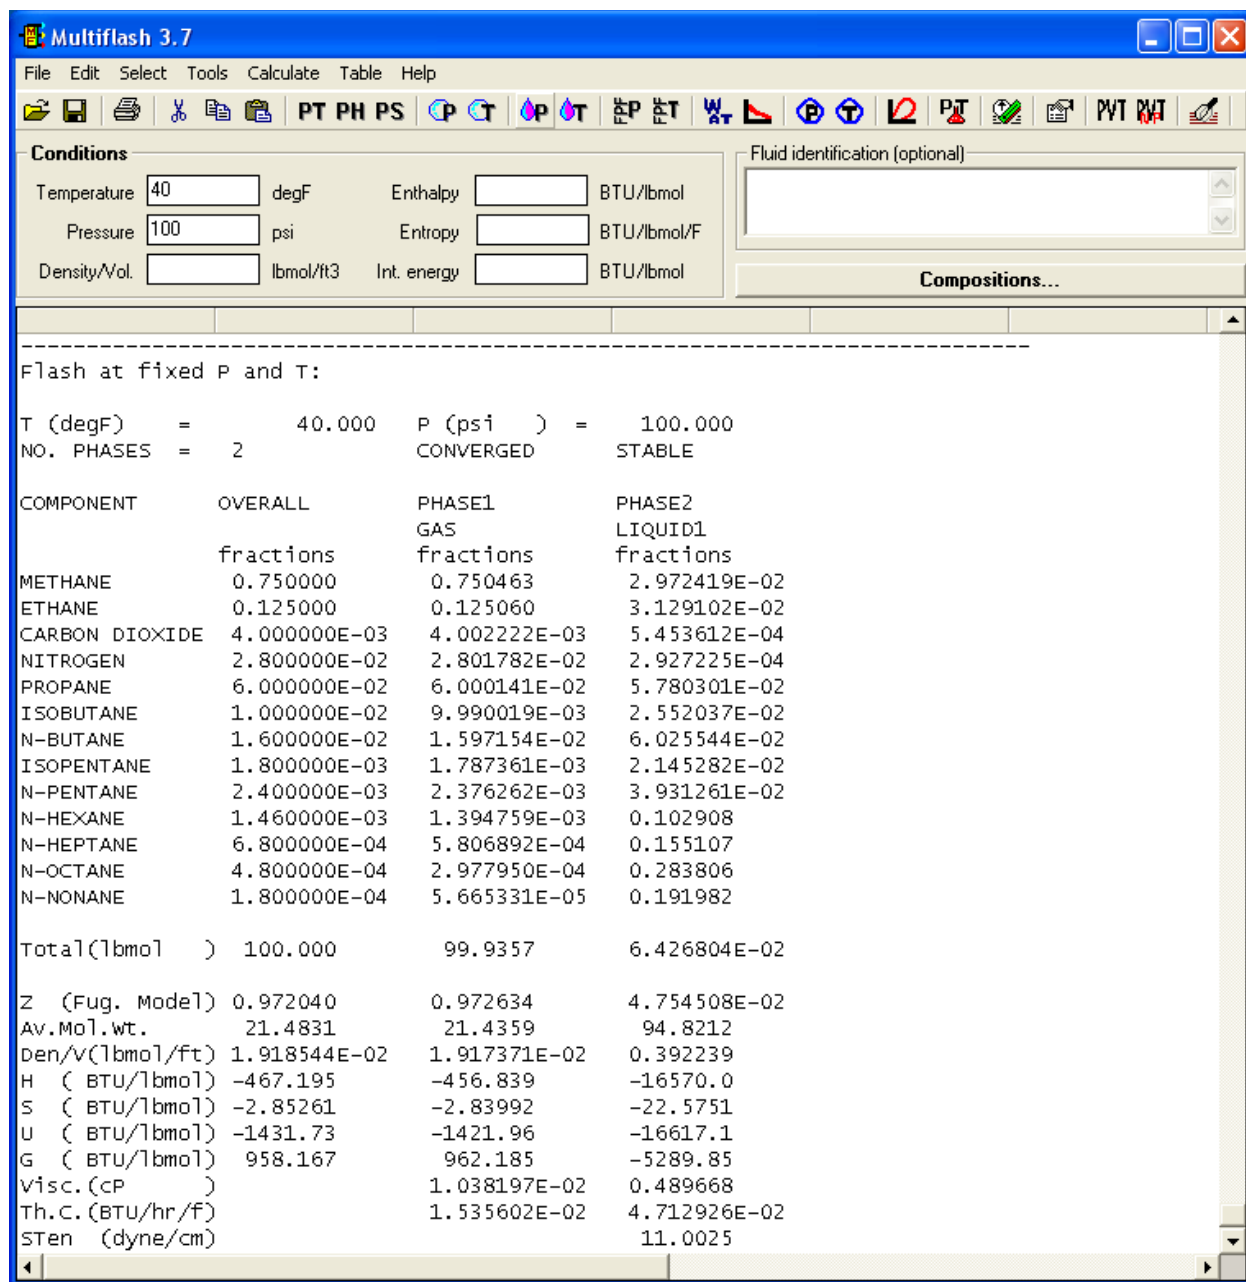 Multiflash 3.7
File Edit Select Tools Calculate Table Help
PT PH PS P T P T P T WAT P T PT PVT PVT
Conditions
Fluid identification (optional)
Temperature 40 degF Enthalpy BTU/lbmol
Pressure 100 psi Entropy BTU/lbmol/F
Density/Vol. lbmol/ft3 Int. energy BTU/lbmol
Compositions...
------------------------------------------------------------------------------
Flash at fixed P and T:
T (degF) = 40.000 P (psi ) = 100.000
NO. PHASES = 2 CONVERGED STABLE
COMPONENT OVERALL PHASE1 PHASE2
GAS LIQUID1
fractions fractions fractions
METHANE 0.750000 0.750463 2.972419E-02
ETHANE 0.125000 0.125060 3.129102E-02
CARBON DIOXIDE 4.000000E-03 4.002222E-03 5.453612E-04
NITROGEN 2.800000E-02 2.801782E-02 2.927225E-04
PROPANE 6.000000E-02 6.000141E-02 5.780301E-02
ISOBUTANE 1.000000E-02 9.990019E-03 2.552037E-02
N-BUTANE 1.600000E-02 1.597154E-02 6.025544E-02
ISOPENTANE 1.800000E-03 1.787361E-03 2.145282E-02
N-PENTANE 2.400000E-03 2.376262E-03 3.931261E-02
N-HEXANE 1.460000E-03 1.394759E-03 0.102908
N-HEPTANE 6.800000E-04 5.806892E-04 0.155107
N-OCTANE 4.800000E-04 2.977950E-04 0.283806
N-NONANE 1.800000E-04 5.665331E-05 0.191982
Total(lbmol ) 100.000 99.9357 6.426804E-02
Z (Fug. Model) 0.972040 0.972634 4.754508E-02
Av.Mol.Wt. 21.4831 21.4359 94.8212
Den/V(lbmol/ft) 1.918544E-02 1.917371E-02 0.392239
H ( BTU/lbmol) -467.195 -456.839 -16570.0
S ( BTU/lbmol) -2.85261 -2.83992 -22.5751
U ( BTU/lbmol) -1431.73 -1421.96 -16617.1
G ( BTU/lbmol) 958.167 962.185 -5289.85
Visc.(cP ) 1.038197E-02 0.489668
Th.C.(BTU/hr/f) 1.535602E-02 4.712926E-02
STen (dyne/cm) 11.0025